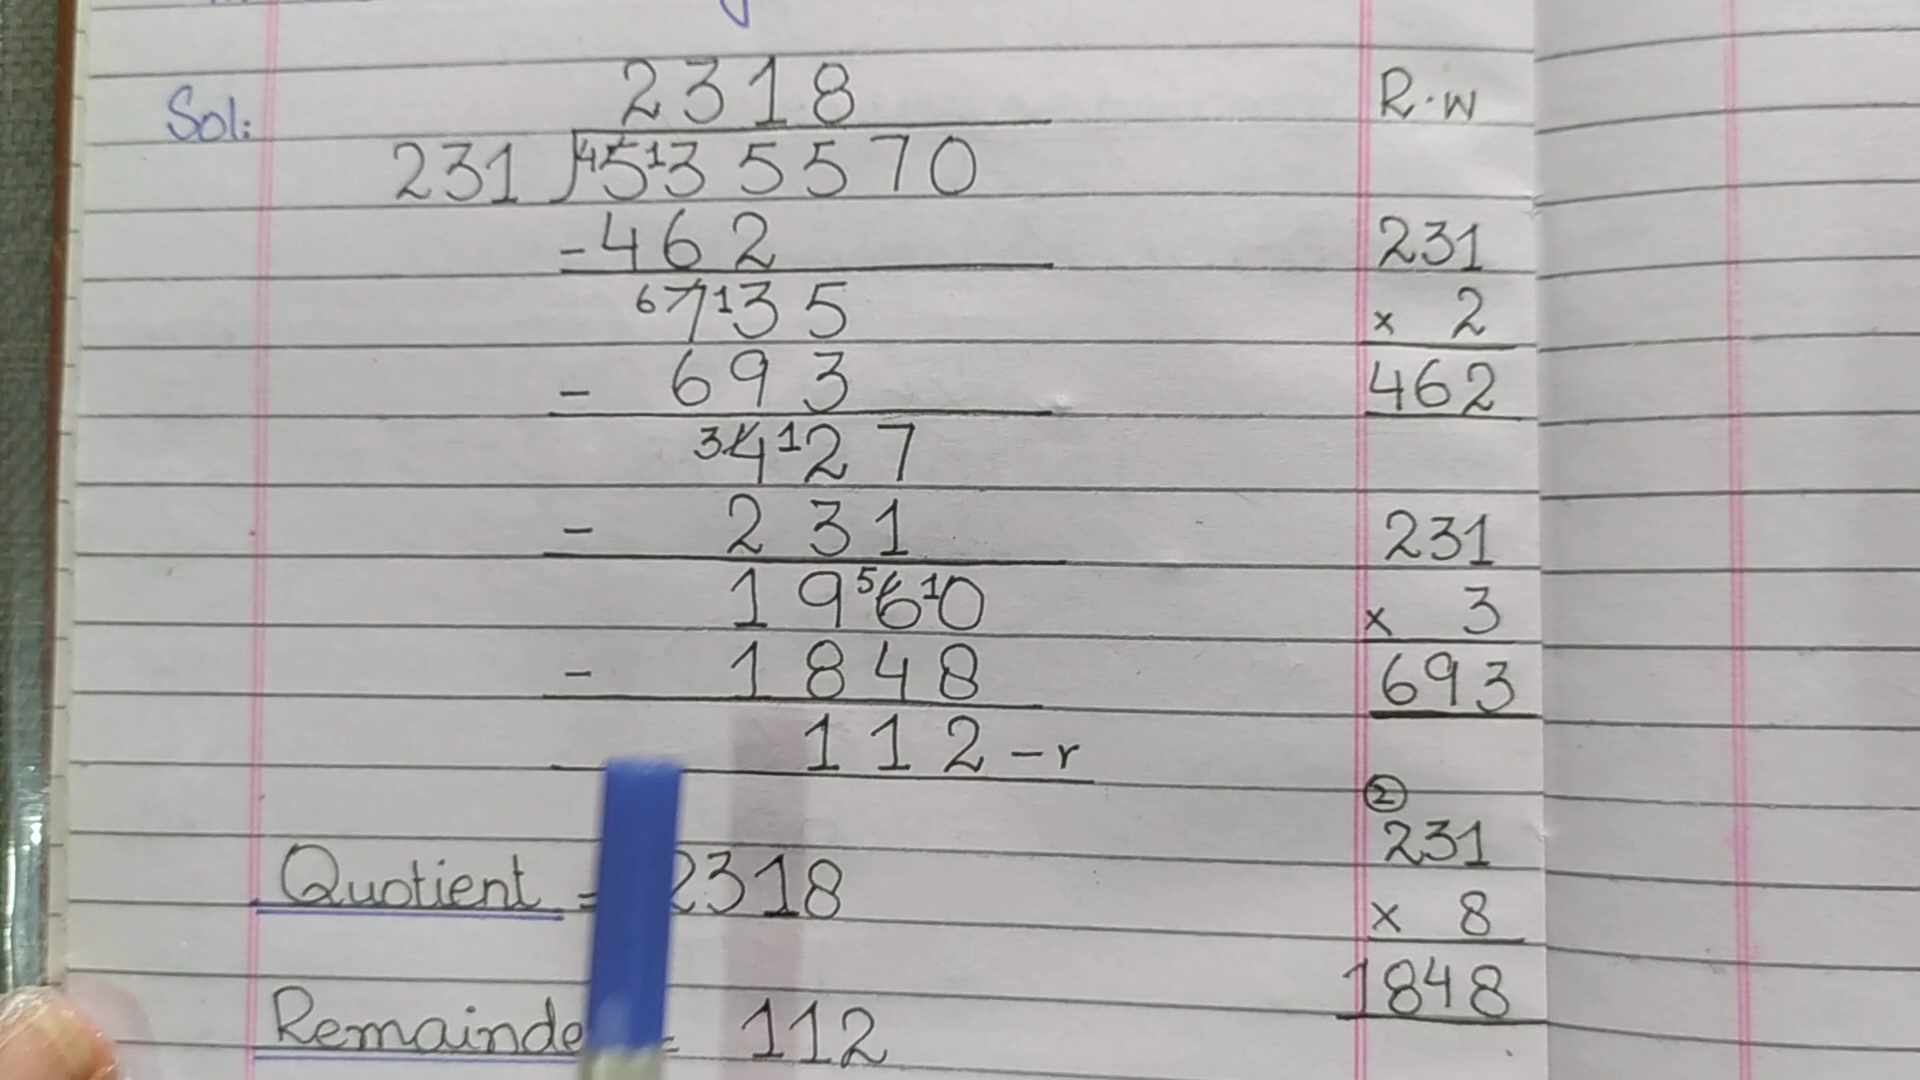 2318
Sol:
231 ) 535570
- 462
735
- 693
427
- 231
1960
- 1848
112 - r
Quotient = 2318
Remainde = 112
R.W
231
x 2
462
231
x 3
693
2
231
x 8
1848